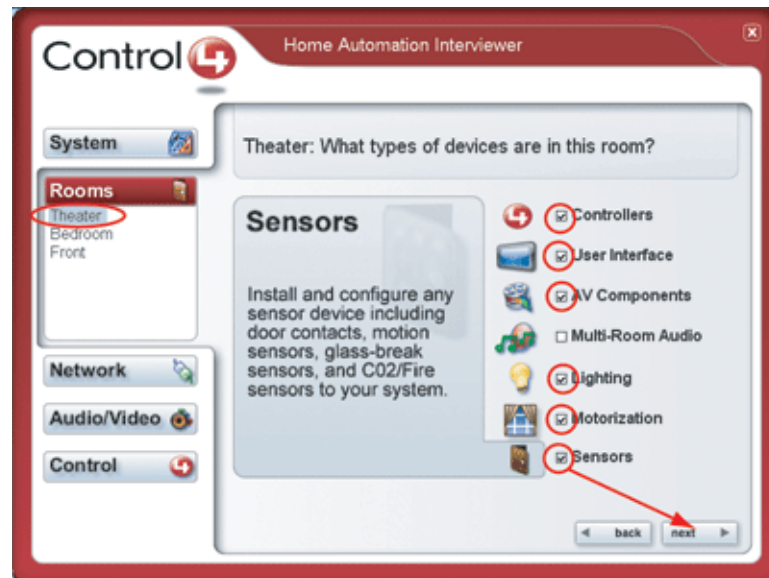 Control4
Home Automation Interviewer
System
Theater: What types of devices are in this room?
Rooms
Theater
Bedroom
Front
Sensors
Install and configure any
sensor device including
door contacts, motion
sensors, glass-break
sensors, and C02/Fire
sensors to your system.
Controllers
User Interface
AV Components
Multi-Room Audio
Lighting
Motorization
Sensors
Network
Audio/Video
Control
back
next